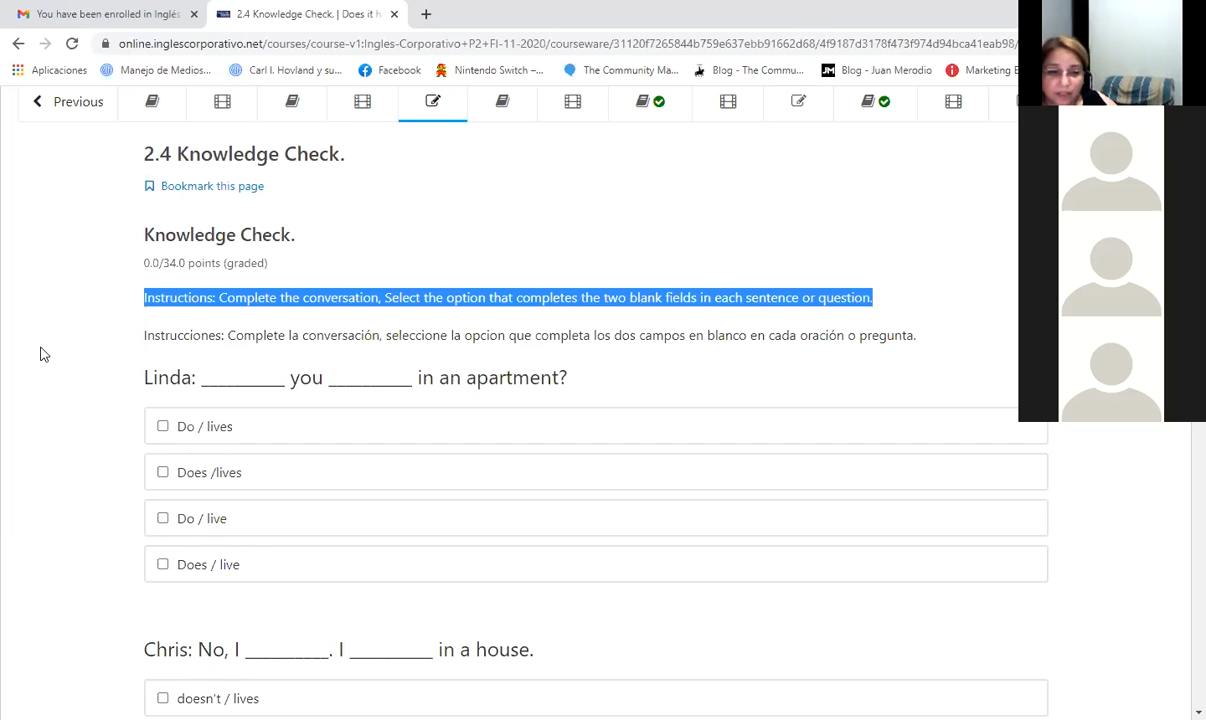 You have been enrolled in Inglés
2.4 Knowledge Check. | Does it h
online.inglescorporativo.net/courses/course-v1:Ingles-Corporativo+P2+FI-11-2020/courseware/31120f7265844b759e637ebb91662d68/4f9187d3178f473f974d94bca41eab98/
Aplicaciones
Manejo de Medios...
Carl I. Hovland y su...
Facebook
Nintendo Switch –...
The Community Ma...
Blog - The Commu...
JM
Blog - Juan Merodio
Marketing E
Previous
2.4 Knowledge Check.
Bookmark this page
Knowledge Check.
0.0/34.0 points (graded)
Instructions: Complete the conversation, Select the option that completes the two blank fields in each sentence or question.
Instrucciones: Complete la conversación, seleccione la opcion que completa los dos campos en blanco en cada oración o pregunta.
Linda: __________ you __________ in an apartment?
Do / lives
Does /lives
Do / live
Does / live
Chris: No, I __________. I __________ in a house.
doesn't / lives